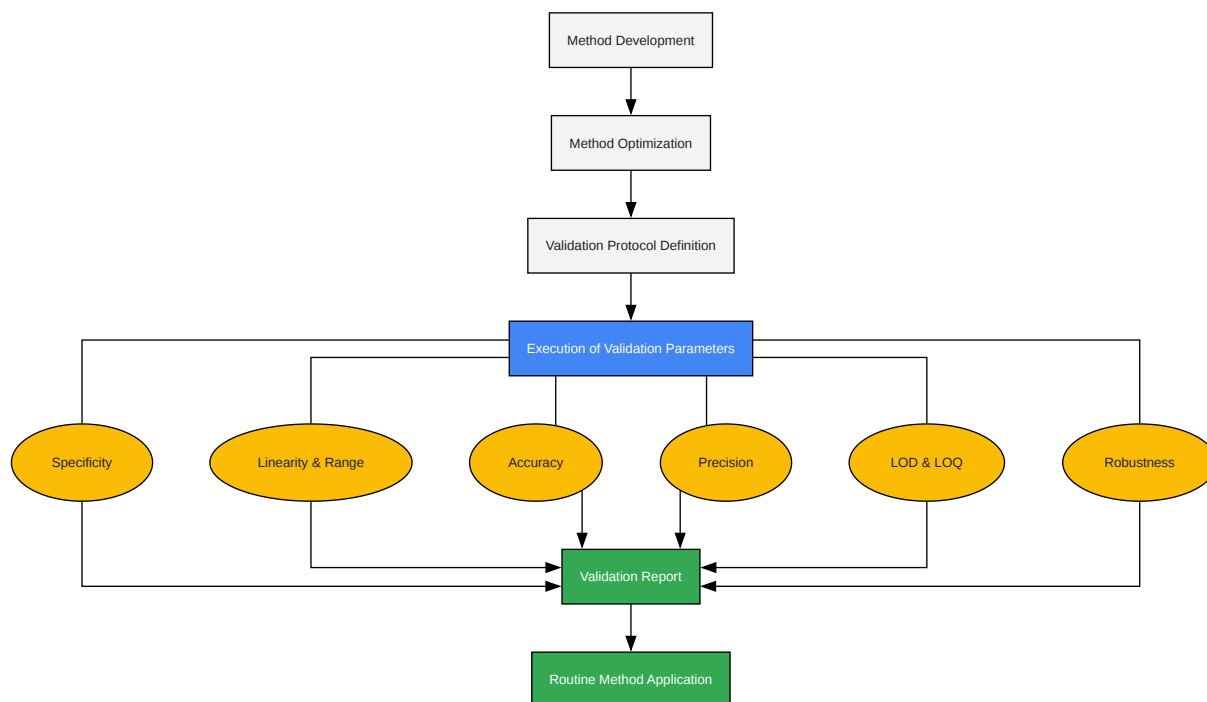 Method Development
Method Optimization
Validation Protocol Definition
Execution of Validation Parameters
Specificity
Linearity & Range
Accuracy
Precision
LOD & LOQ
Robustness
Validation Report
Routine Method Application